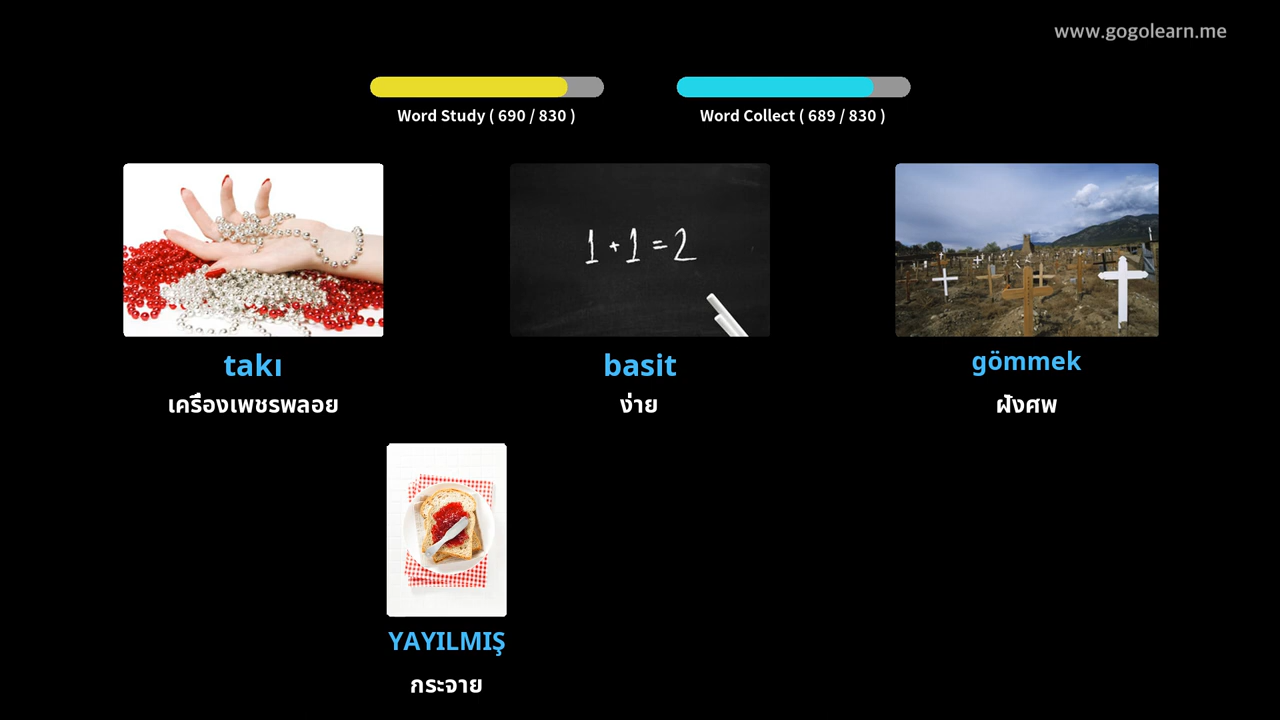 www.gogolearn.me
Word Study ( 690 / 830 )
Word Collect ( 689 / 830 )
1 + 1 = 2
takı
basit
gömmek
เครื่องเพชรพลอย
ง่าย
ฝังศพ
YAYILMIŞ
กระจาย